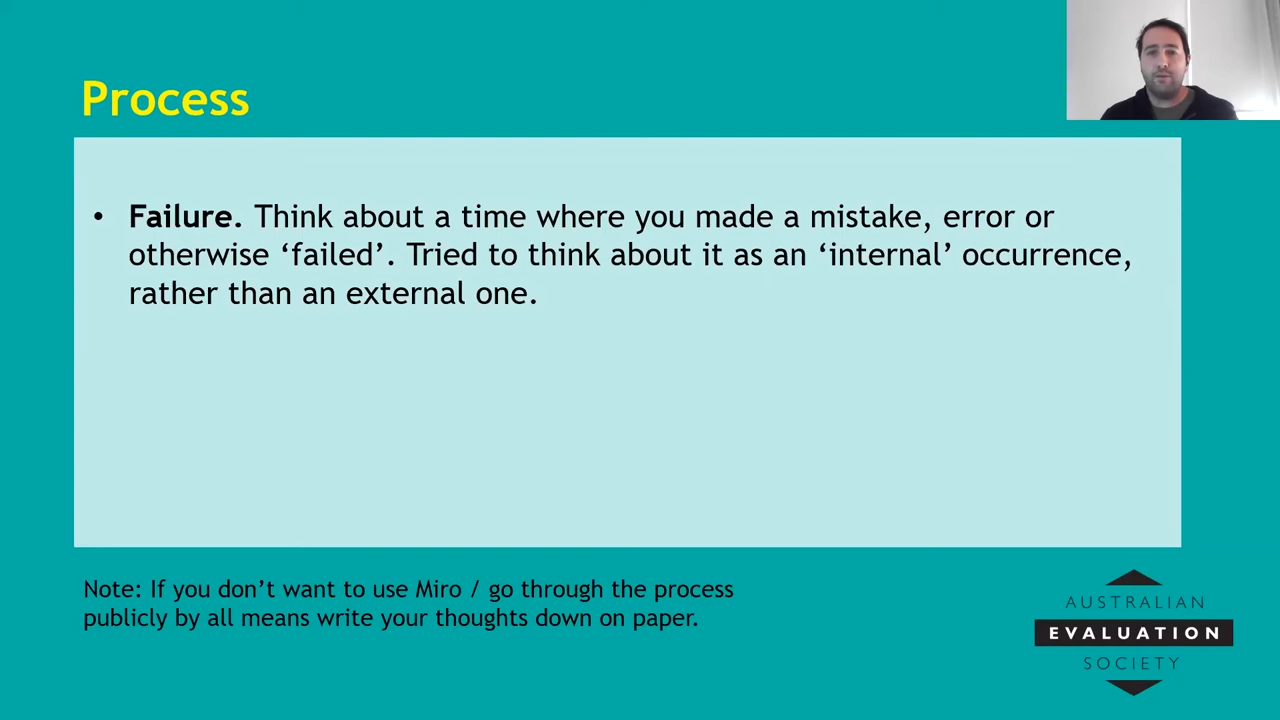 Process
• Failure. Think about a time where you made a mistake, error or
otherwise ‘failed’. Tried to think about it as an ‘internal’ occurrence,
rather than an external one.
Note: If you don’t want to use Miro / go through the process
publicly by all means write your thoughts down on paper.
AUSTRALIAN
EVALUATION
SOCIETY